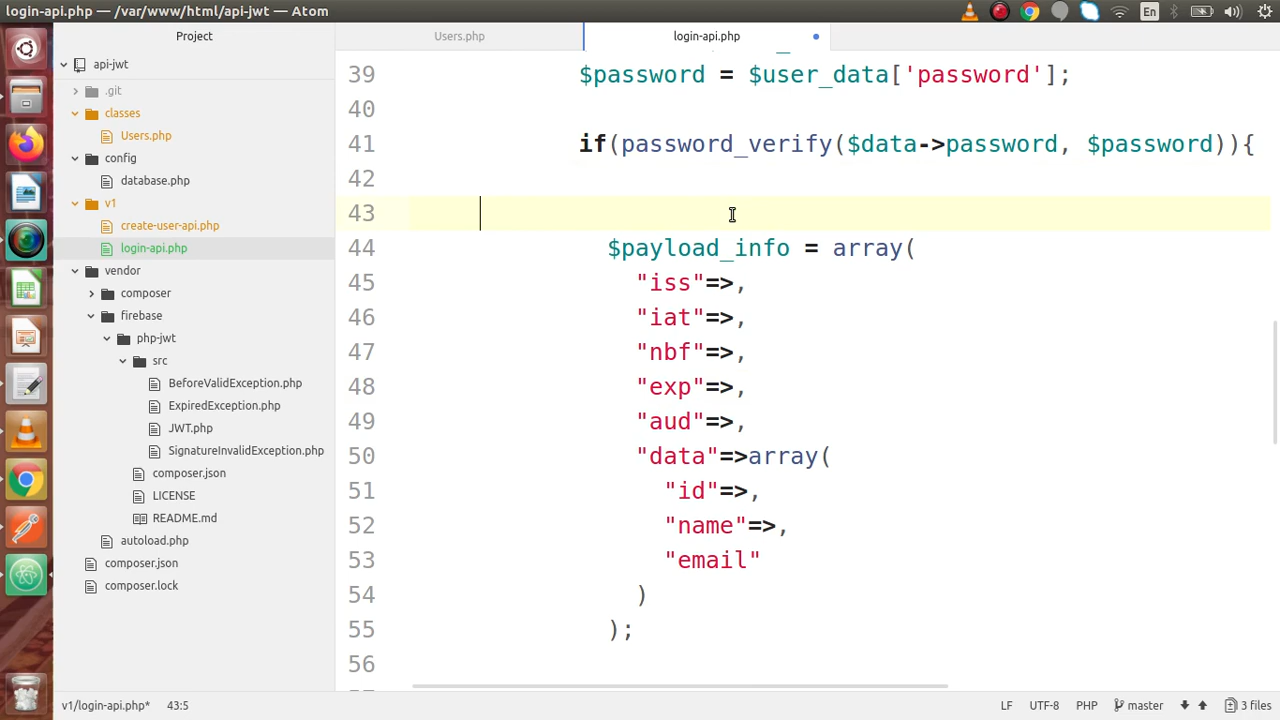 login-api.php — /var/www/html/api-jwt — Atom
En
Project
api-jwt
.git
classes
Users.php
config
database.php
v1
create-user-api.php
login-api.php
vendor
composer
firebase
php-jwt
src
BeforeValidException.php
ExpiredException.php
JWT.php
SignatureInvalidException.php
composer.json
LICENSE
README.md
autoload.php
composer.json
composer.lock
Users.php
login-api.php
39 $password = $user_data['password'];
40
41 if(password_verify($data->password, $password)){
42
43
44 $payload_info = array(
45 "iss"=>,
46 "iat"=>,
47 "nbf"=>,
48 "exp"=>,
49 "aud"=>,
50 "data"=>array(
51 "id"=>,
52 "name"=>,
53 "email"
54 )
55 );
56
v1/login-api.php* 43:5
LF UTF-8 PHP master 3 files